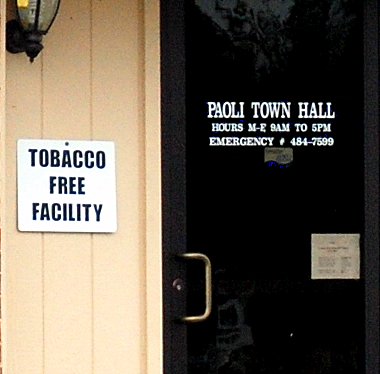 TOBACCO
FREE
FACILITY
PAOLI TOWN HALL
HOURS M-F, 9AM TO 5PM
EMERGENCY # 484-7599